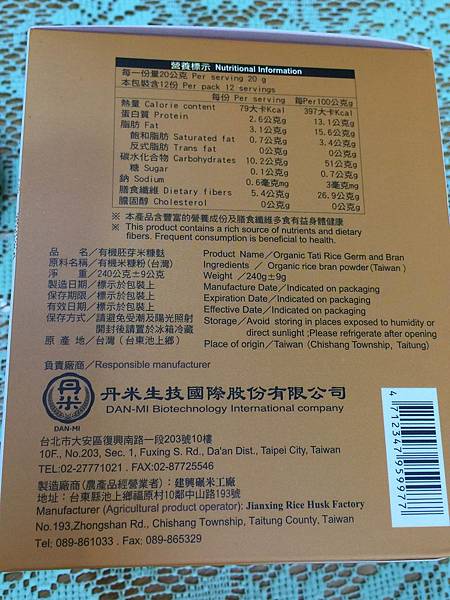 營養標示 Nutritional Information
每一份量20公克 Per serving 20 g
本包裝含12份 Per pack 12 servings
每份 Per serving 每Per100公克g
熱量 Calorie content 79大卡Kcal 397大卡Kcal
蛋白質 Protein 2.6公克g 13.1公克g
脂肪 Fat 3.1公克g 15.6公克g
飽和脂肪 Saturated fat 0.7公克g 3.4公克g
反式脂肪 Trans fat 0公克g 0公克g
碳水化合物 Carbohydrates 10.2公克g 51公克g
糖 Sugar 0.1公克g 0.7公克g
鈉 Sodium 0.6毫克mg 3毫克mg
膳食纖維 Dietary fibers 5.4公克g 26.9公克g
膽固醇 Cholesterol 0公克g 0公克g
※ 本產品含豐富的營養成份及膳食纖維多食有益身體健康
※ This product contains a rich source of nutrients and dietary
fibers. Frequent consumption is beneficial to health.
品名/有機胚芽米糠麩
原料名稱/有機米糠粉(台灣)
淨重/240公克±9公克
製造日期/標示於包裝上
保存期限/標示於包裝上
有效日期/標示於包裝上
保存方式/請避免受潮及陽光照射
開封後請置於冰箱冷藏
原產地/台灣(台東池上鄉)
Product Name/Organic Tati Rice Germ and Bran
Ingredients / Organic rice bran powder(Taiwan)
Weight/240g±9g
Manufacture Date/Indicated on packaging
Expiration Date/Indicated on packaging
Effective Date/Indicated on packaging
Storage/Avoid storing in places exposed to humidity or
direct sunlight ;Please refrigerate after opening
Place of origin/Taiwan (Chishang Township, Taitung)
負責廠商/Responsible manufacturer
丹米
DAN-MI
丹米生技國際股份有限公司
DAN-MI Biotechnology International company
台北市大安區復興南路一段203號10樓
10F., No.203, Sec. 1, Fuxing S. Rd., Da'an Dist., Taipei City, Taiwan
TEL:02-27771021 . FAX:02-87725546
製造廠商(農產品經營業者):建興碾米工廠
地址:台東縣池上鄉福原村10鄰中山路193號
Manufacturer (Agricultural product operator): Jianxing Rice Husk Factory
No.193,Zhongshan Rd., Chishang Township, Taitung County, Taiwan
Tel: 089-861033 . Fax: 089-865329
4712347959977